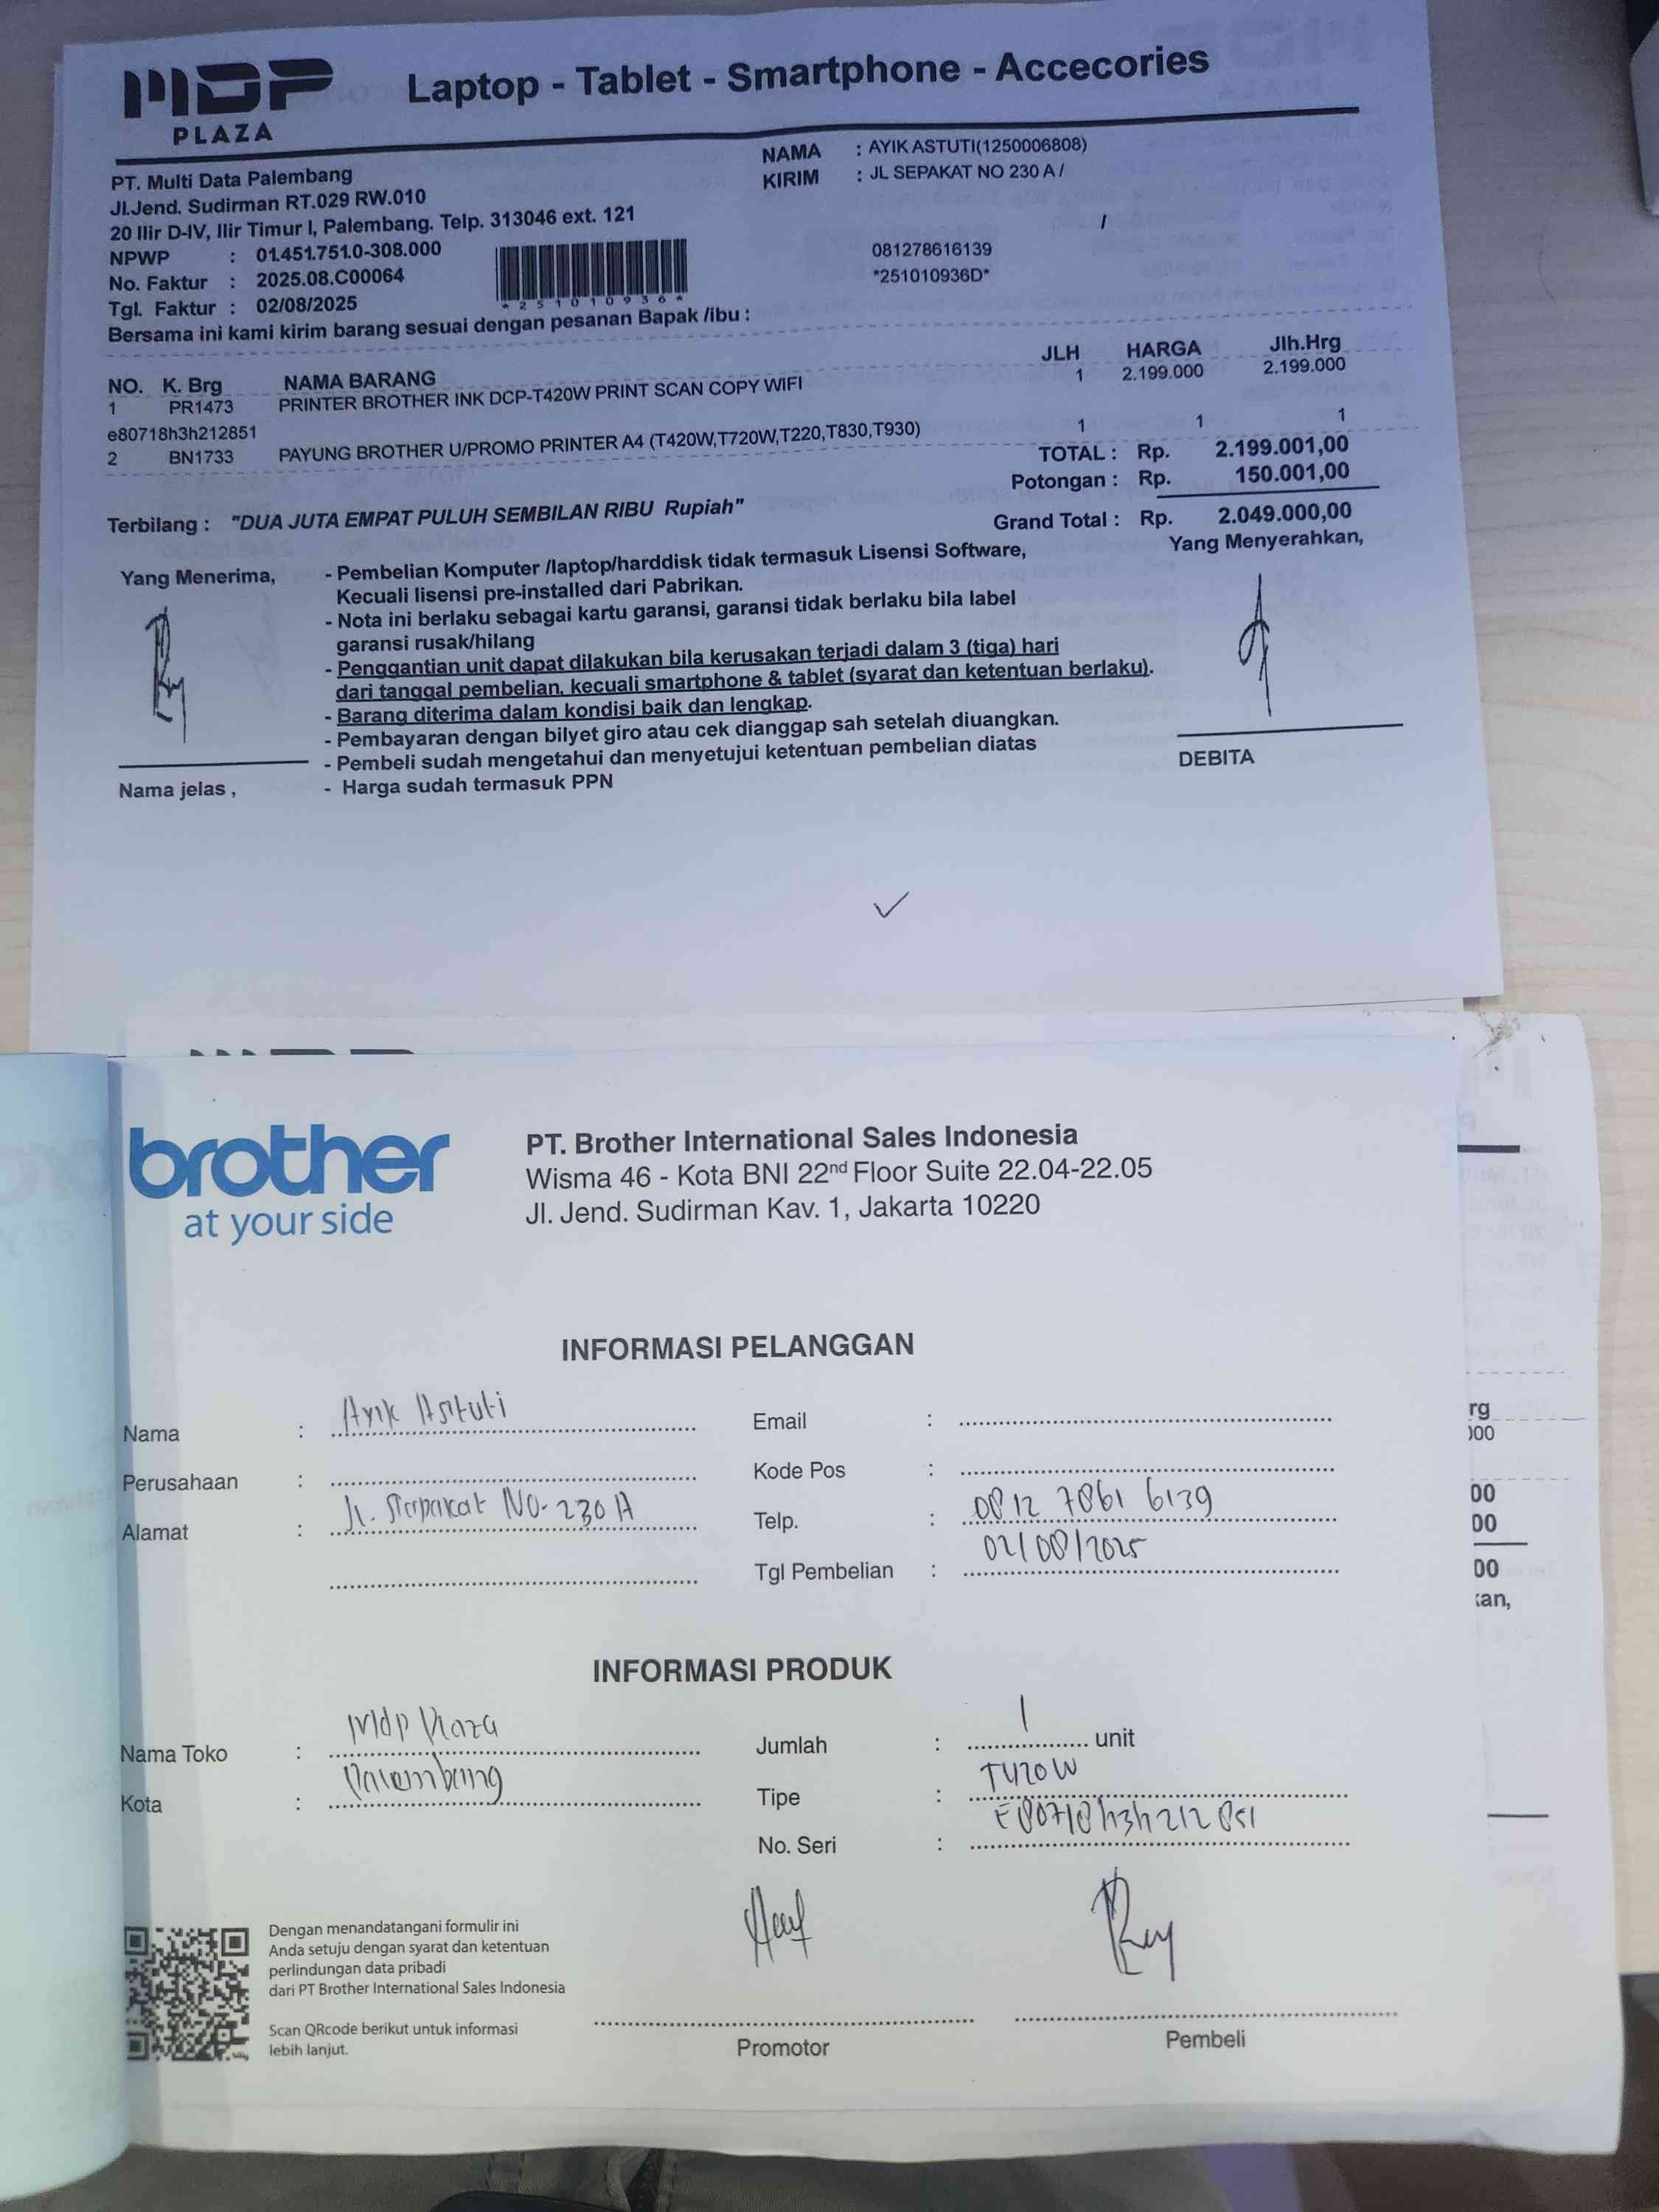 MDP PLAZA
Laptop - Tablet - Smartphone - Accecories
PT. Multi Data Palembang
Jl.Jend. Sudirman RT.029 RW.010
20 Ilir D-IV, Ilir Timur I, Palembang. Telp. 313046 ext. 121
NPWP : 01.451.751.0-308.000
No. Faktur : 2025.08.C00064
Tgl. Faktur : 02/08/2025
*251010936*
NAMA : AYIK ASTUTI(1250006808)
KIRIM : JL SEPAKAT NO 230 A /
/
081278616139
*251010936D*
Bersama ini kami kirim barang sesuai dengan pesanan Bapak /ibu :
NO. K. Brg NAMA BARANG JLH HARGA Jlh.Hrg
1 PR1473 PRINTER BROTHER INK DCP-T420W PRINT SCAN COPY WIFI 1 2.199.000 2.199.000
e80718h3h212851
2 BN1733 PAYUNG BROTHER U/PROMO PRINTER A4 (T420W,T720W,T220,T830,T930) 1 1 1
TOTAL : Rp. 2.199.001,00
Potongan : Rp. 150.001,00
Terbilang : "DUA JUTA EMPAT PULUH SEMBILAN RIBU Rupiah"
Grand Total : Rp. 2.049.000,00
Yang Menerima,
Yang Menyerahkan,
- Pembelian Komputer /laptop/harddisk tidak termasuk Lisensi Software,
Kecuali lisensi pre-installed dari Pabrikan.
- Nota ini berlaku sebagai kartu garansi, garansi tidak berlaku bila label
garansi rusak/hilang
- Penggantian unit dapat dilakukan bila kerusakan terjadi dalam 3 (tiga) hari
dari tanggal pembelian, kecuali smartphone & tablet (syarat dan ketentuan berlaku).
- Barang diterima dalam kondisi baik dan lengkap.
- Pembayaran dengan bilyet giro atau cek dianggap sah setelah diuangkan.
- Pembeli sudah mengetahui dan menyetujui ketentuan pembelian diatas
- Harga sudah termasuk PPN
Nama jelas ,
DEBITA
brother
at your side
PT. Brother International Sales Indonesia
Wisma 46 - Kota BNI 22nd Floor Suite 22.04-22.05
Jl. Jend. Sudirman Kav. 1, Jakarta 10220
INFORMASI PELANGGAN
Nama : Ayik Astuti
Email :
Perusahaan :
Kode Pos :
Alamat : Jl. Sepakat No. 230 A
Telp. : 0812 7861 6139
Tgl Pembelian : 02/08/2025
INFORMASI PRODUK
Nama Toko : Mdp Plaza
Jumlah : 1 unit
Kota : Palembang
Tipe : T420W
No. Seri : E80718h3h212851
Dengan menandatangani formulir ini
Anda setuju dengan syarat dan ketentuan
perlindungan data pribadi
dari PT Brother International Sales Indonesia
Scan QRcode berikut untuk informasi
lebih lanjut.
Promotor
Pembeli
rg
000
00
00
00
kan,